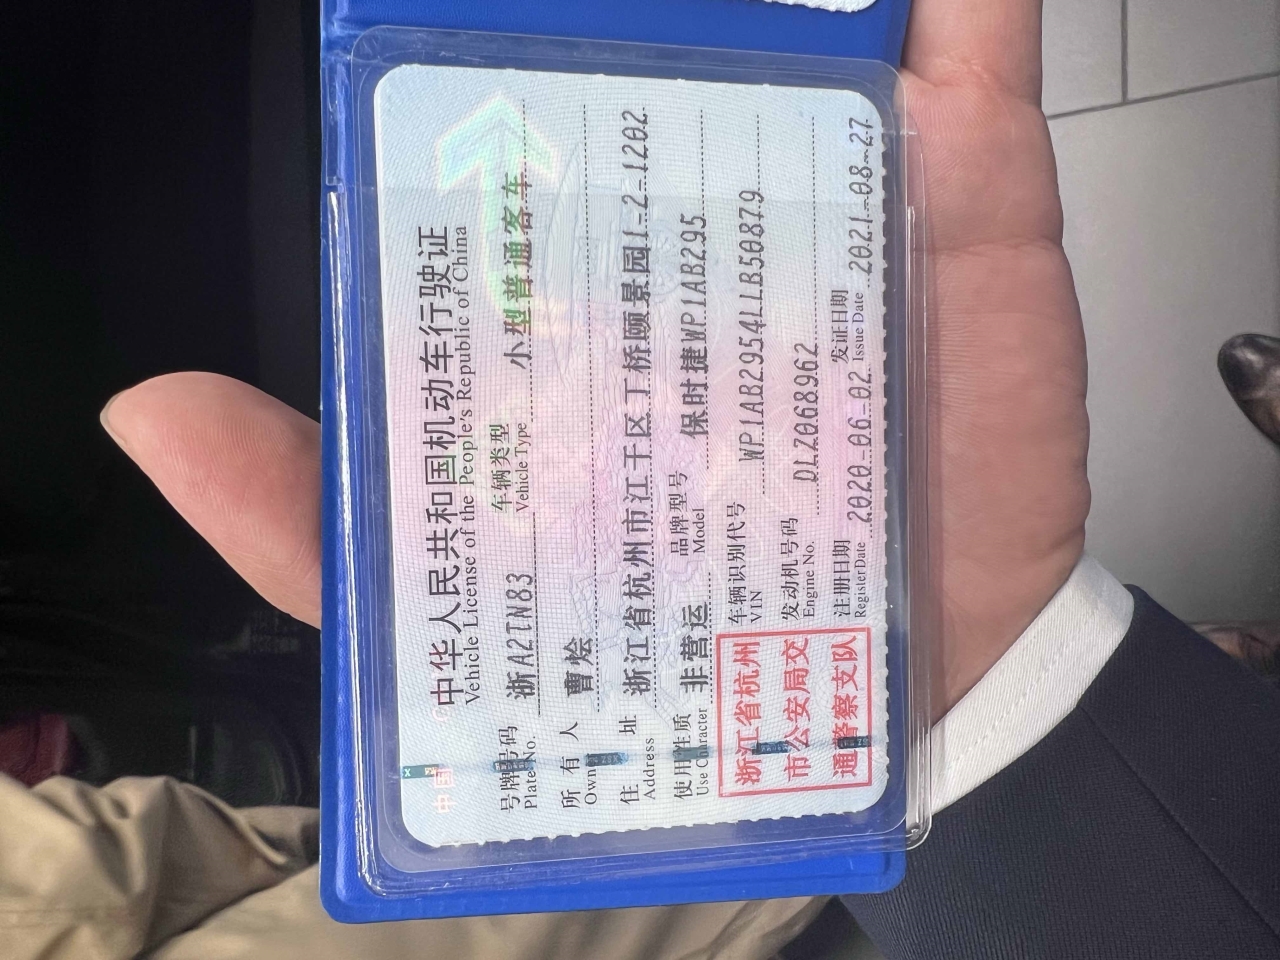 中华人民共和国机动车行驶证
Vehicle License of the People's Republic of China
号牌号码 浙A2TN83 车辆类型 小型普通客车
Plate No. Vehicle Type
所有人 曹烩
Owner
住址 浙江省杭州市江干区丁桥颐景园1-2-1202
Address
使用性质 非营运 品牌型号 保时捷WP1AB295
Use Character Model
浙江省杭州
市公安局交
通警察支队
车辆识别代号 WP1AB2954LLB50879
VIN
发动机号码 DLZ068962
Engine No.
注册日期 2020-06-02 发证日期 2021-08-27
Register Date Issue Date
中国